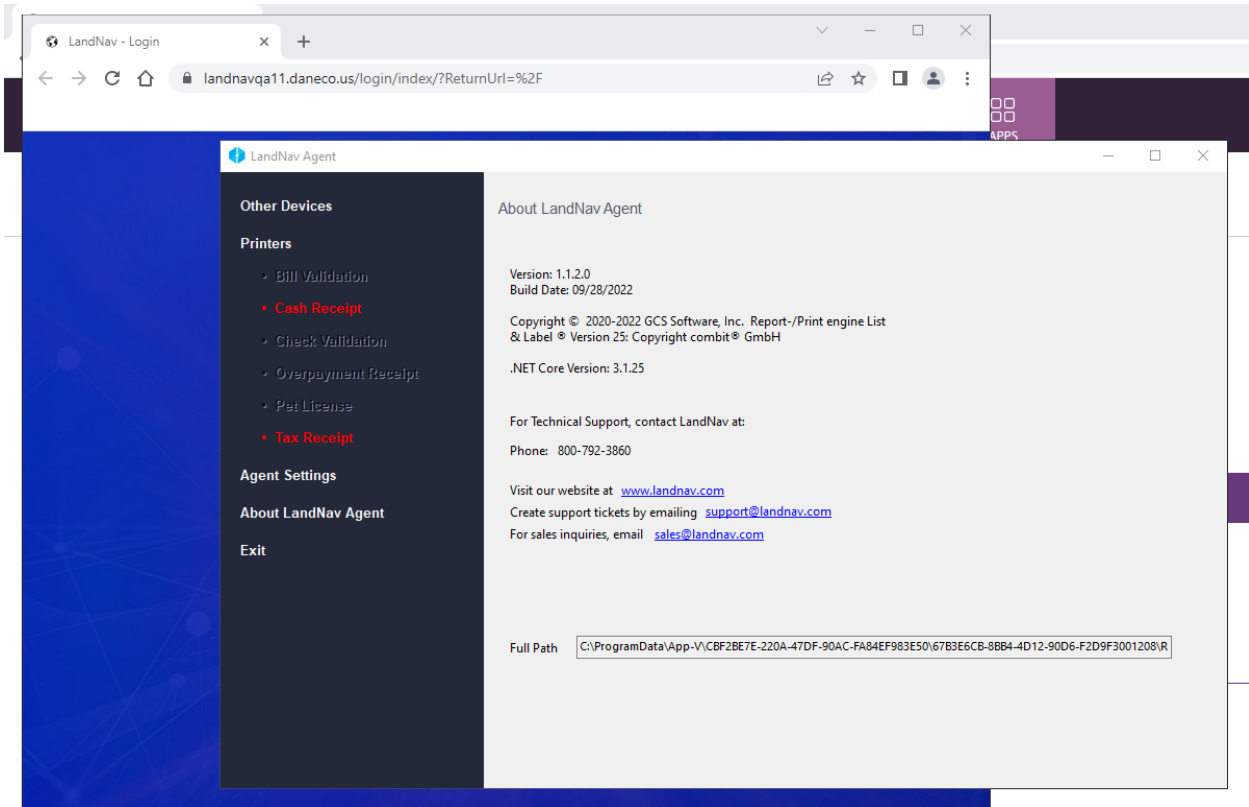 LandNav - Login
landnavqa11.daneco.us/login/index/?ReturnUrl=%2F
APPS
LandNav Agent
Other Devices
Printers
• Bill Validation
• Cash Receipt
• Check Validation
• Overpayment Receipt
• Pet License
• Tax Receipt
Agent Settings
About LandNav Agent
Exit
About LandNav Agent
Version: 1.1.2.0
Build Date: 09/28/2022
Copyright © 2020-2022 GCS Software, Inc. Report-/Print engine List
& Label ® Version 25: Copyright combit® GmbH
.NET Core Version: 3.1.25
For Technical Support, contact LandNav at:
Phone: 800-792-3860
Visit our website at www.landnav.com
Create support tickets by emailing support@landnav.com
For sales inquiries, email sales@landnav.com
Full Path C:\ProgramData\App-V\CBF2BE7E-220A-47DF-90AC-FA84EF983E50\67B3E6CB-8BB4-4D12-90D6-F2D9F3001208\R